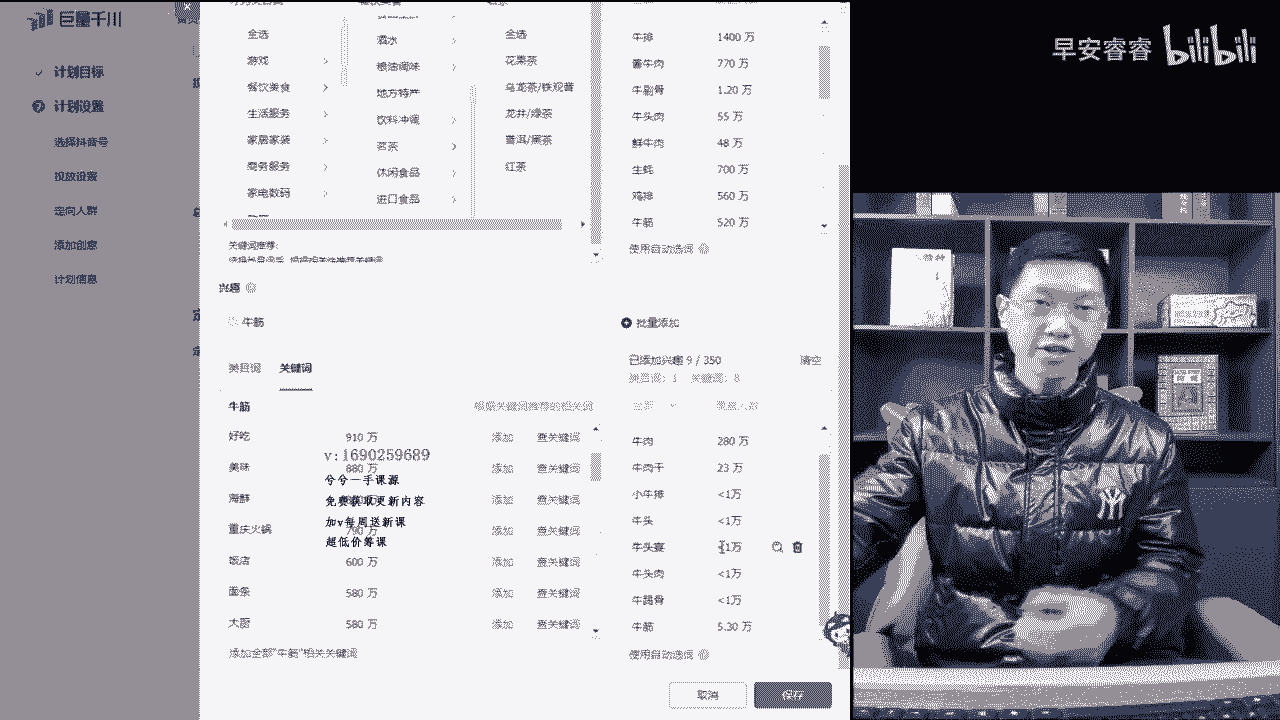 巨量千川
计划目标
计划设置
选择抖音号
投放设置
定向人群
添加创意
计划信息
全选
游戏
餐饮美食
生活服务
家居家装
商务服务
家电数码
酒水
粮油调味
地方特产
饮料冲调
茗茶
休闲食品
进口食品
全选
花果茶
乌龙茶/铁观音
龙井/绿茶
普洱/黑茶
红茶
关键词推荐:
牛排 1400 万
酱牛肉 770 万
牛脊骨 1.20 万
牛头肉 55 万
鲜牛肉 48 万
生蚝 700 万
鸡排 560 万
牛筋 520 万
使用自动选词
兴趣
牛筋
批量添加
类目词 关键词
已添加兴趣 9 / 350 清空
类目词: 1 关键词: 8
牛筋
好吃 910 万 添加 查关键词
美味 880 万 添加 查关键词
海鲜 添加 查关键词
重庆火锅 790 万 添加 查关键词
饭店 600 万 添加 查关键词
面条 580 万 添加 查关键词
大厨 580 万 添加 查关键词
添加全部"牛筋"相关关键词
牛肉 280 万
牛肉干 23 万
小牛排 <1万
牛头 <1万
牛头宴 <1万
牛头肉 <1万
牛脊骨 <1万
牛筋 5.30 万
使用自动选词
取消 保存
v:1690259689
兮兮一手课源
免费获取更新内容
加v每周送新课
超低价筹课
早安睿睿 bilibili